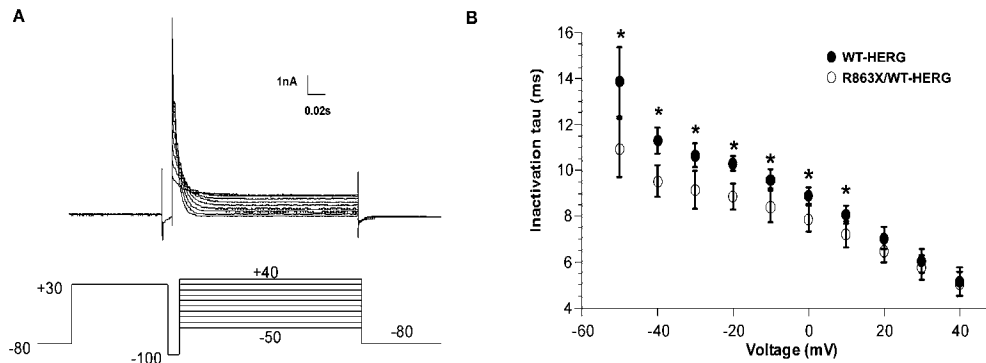 A
1nA
0.02s
+30
-80
-100
+40
-50
-80
B
Inactivation tau (ms)
16
14
12
10
8
6
4
-60
-40
-20
0
20
40
Voltage (mV)
WT-HERG
R863X/WT-HERG
* * * * * * *